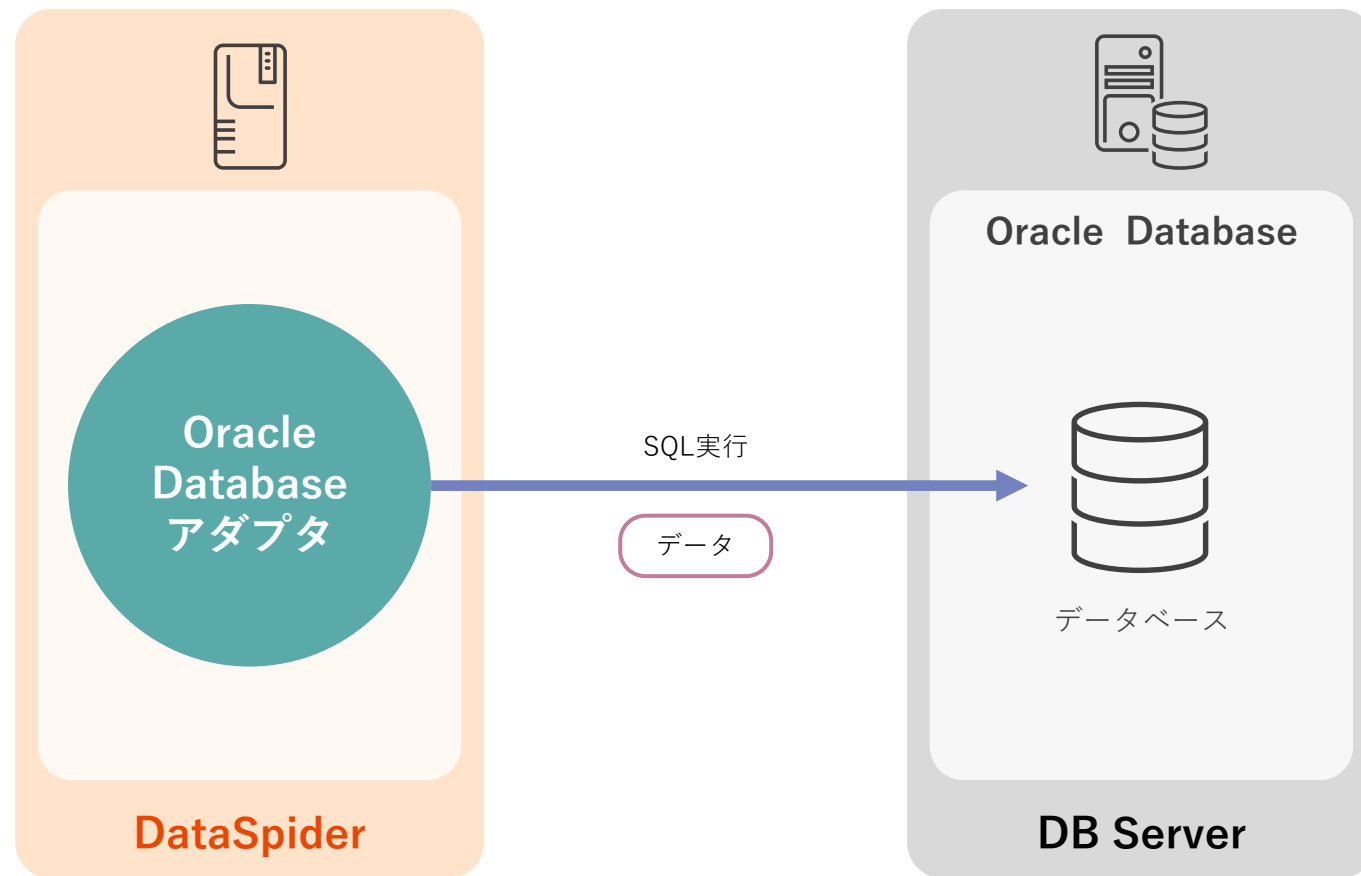 Oracle
Database
アダプタ
DataSpider
SQL実行
データ
Oracle Database
データベース
DB Server